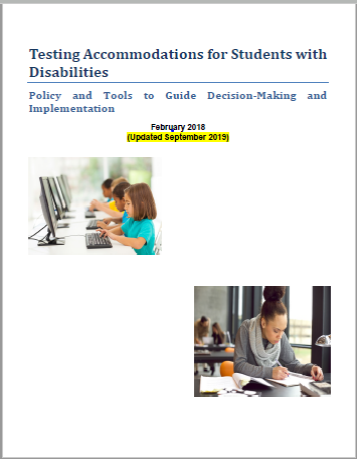 Testing Accommodations for Students with
Disabilities
Policy and Tools to Guide Decision-Making and
Implementation
February 2018
(Updated September 2019)